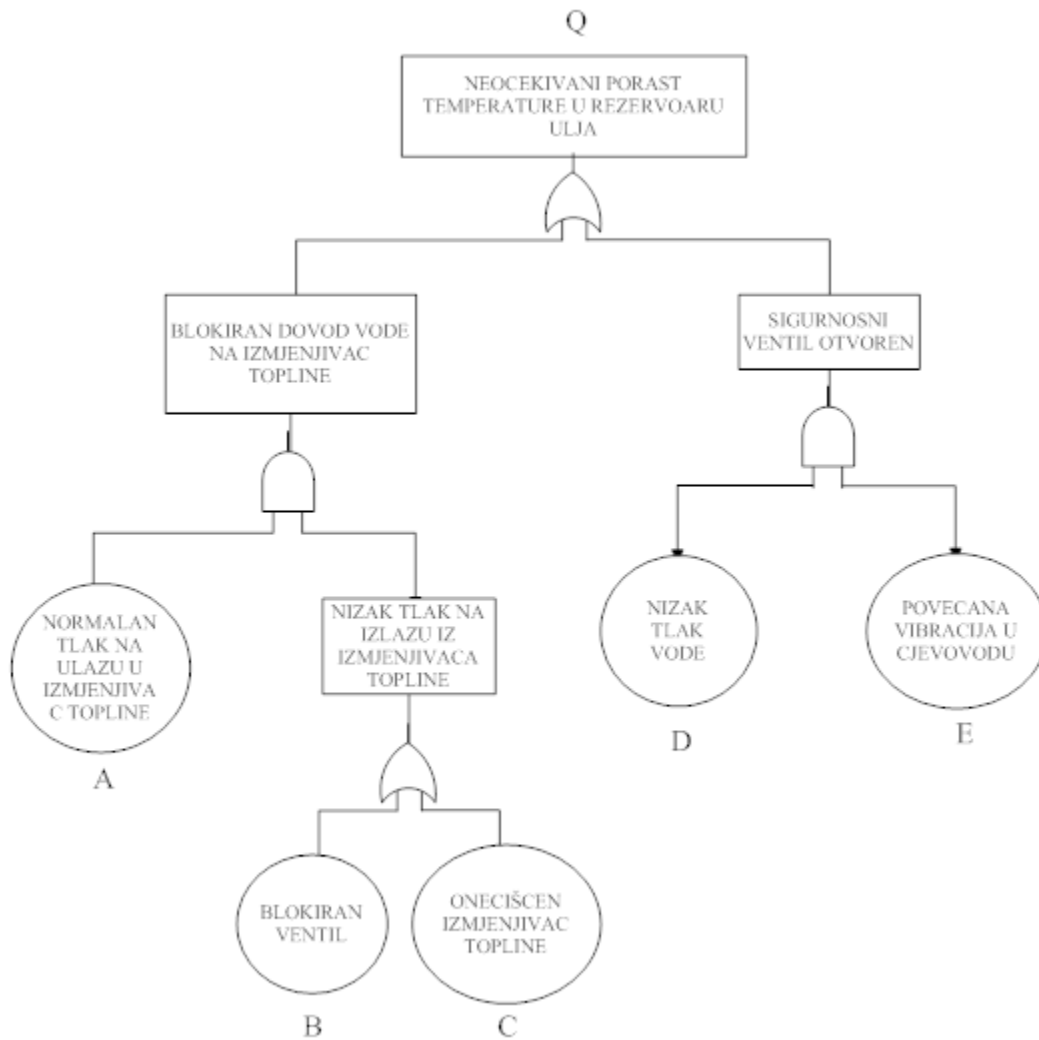 Q
NEOCEKIVANI PORAST
TEMPERATURE U REZERVOARU
ULJA
BLOKIRAN DOVOD VODE
NA IZMJENJIVAC
TOPLINE
SIGURNOSNI
VENTIL OTVOREN
NORMALAN
TLAK NA
ULAZU U
IZMJENJIVA
C TOPLINE
A
NIZAK TLAK NA
IZLAZU IZ
IZMJENJIVACA
TOPLINE
NIZAK
TLAK
VODE
D
POVECANA
VIBRACIJA U
CJEVOVODU
E
BLOKIRAN
VENTIL
B
ONECIŠCEN
IZMJENJIVAC
TOPLINE
C